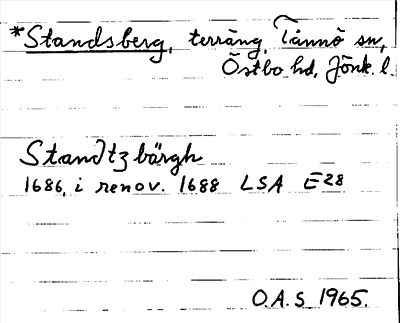 *Standsberg, terräng, Tånnö sn,
Östbo hd, Jönk. l.
Standtzbärgh
1686, i renov. 1688 LSA E28
O.A.S. 1965.